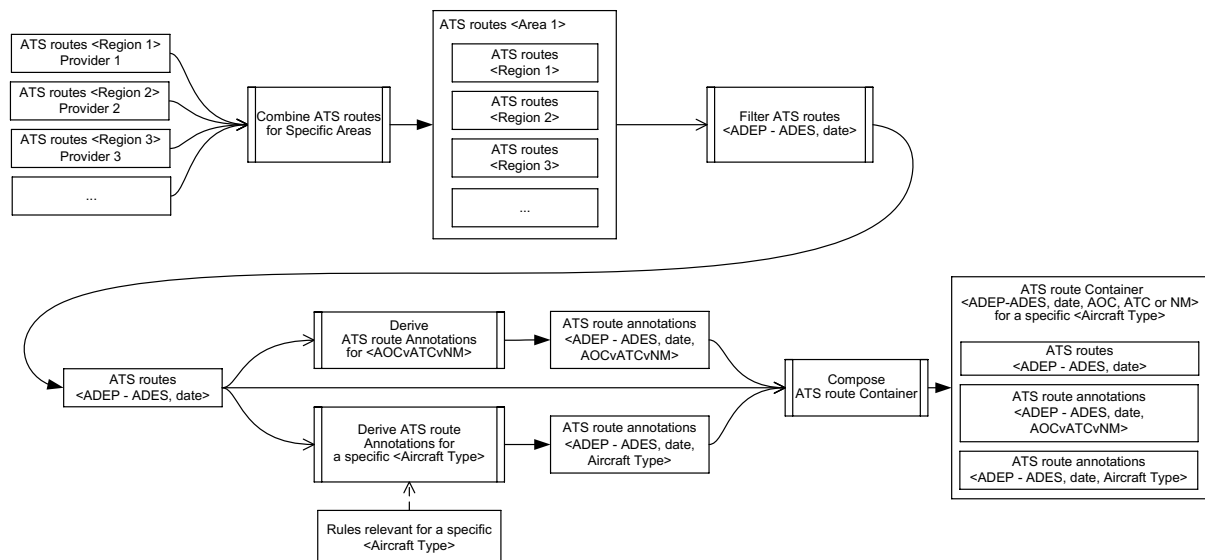 ATS routes <Region 1>
Provider 1
ATS routes <Region 2>
Provider 2
ATS routes <Region 3>
Provider 3
...
Combine ATS routes
for Specific Areas
ATS routes <Area 1>
ATS routes
<Region 1>
ATS routes
<Region 2>
ATS routes
<Region 3>
...
Filter ATS routes
<ADEP - ADES, date>
ATS routes
<ADEP - ADES, date>
Derive
ATS route Annotations
for <AOCvATCvNM>
ATS route annotations
<ADEP - ADES, date,
AOCvATCvNM>
Derive ATS route
Annotations for
a specific <Aircraft Type>
ATS route annotations
<ADEP - ADES, date,
Aircraft Type>
Rules relevant for a specific
<Aircraft Type>
Compose
ATS route Container
ATS route Container
<ADEP-ADES, date, AOC, ATC or NM>
for a specific <Aircraft Type>
ATS routes
<ADEP - ADES, date>
ATS route annotations
<ADEP - ADES, date,
AOCvATCvNM>
ATS route annotations
<ADEP - ADES, date, Aircraft Type>